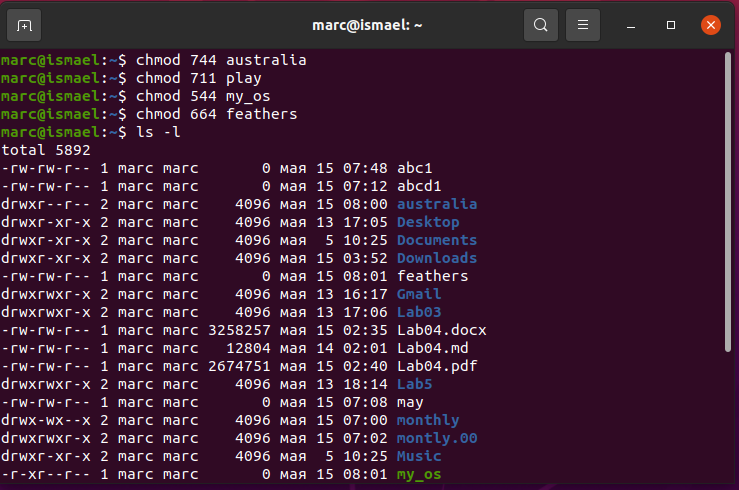 marc@ismael: ~
marc@ismael:~$ chmod 744 australia
marc@ismael:~$ chmod 711 play
marc@ismael:~$ chmod 544 my_os
marc@ismael:~$ chmod 664 feathers
marc@ismael:~$ ls -l
total 5892
-rw-rw-r-- 1 marc marc       0 мая 15 07:48 abc1
-rw-rw-r-- 1 marc marc       0 мая 15 07:12 abcd1
drwxr--r-- 2 marc marc    4096 мая 15 08:00 australia
drwxr-xr-x 2 marc marc    4096 мая 13 17:05 Desktop
drwxr-xr-x 2 marc marc    4096 мая  5 10:25 Documents
drwxr-xr-x 2 marc marc    4096 мая 15 03:52 Downloads
-rw-rw-r-- 1 marc marc       0 мая 15 08:01 feathers
drwxrwxr-x 2 marc marc    4096 мая 13 16:17 Gmail
drwxrwxr-x 2 marc marc    4096 мая 13 17:06 Lab03
-rw-rw-r-- 1 marc marc 3258257 мая 15 02:35 Lab04.docx
-rw-rw-r-- 1 marc marc   12804 мая 14 02:01 Lab04.md
-rw-rw-r-- 1 marc marc 2674751 мая 15 02:40 Lab04.pdf
drwxrwxr-x 2 marc marc    4096 мая 13 18:14 Lab5
-rw-rw-r-- 1 marc marc       0 мая 15 07:08 may
drwx-wx--x 2 marc marc    4096 мая 15 07:00 monthly
drwxrwxr-x 2 marc marc    4096 мая 15 07:02 montly.00
drwxr-xr-x 2 marc marc    4096 мая  5 10:25 Music
-r-xr--r-- 1 marc marc       0 мая 15 08:01 my_os